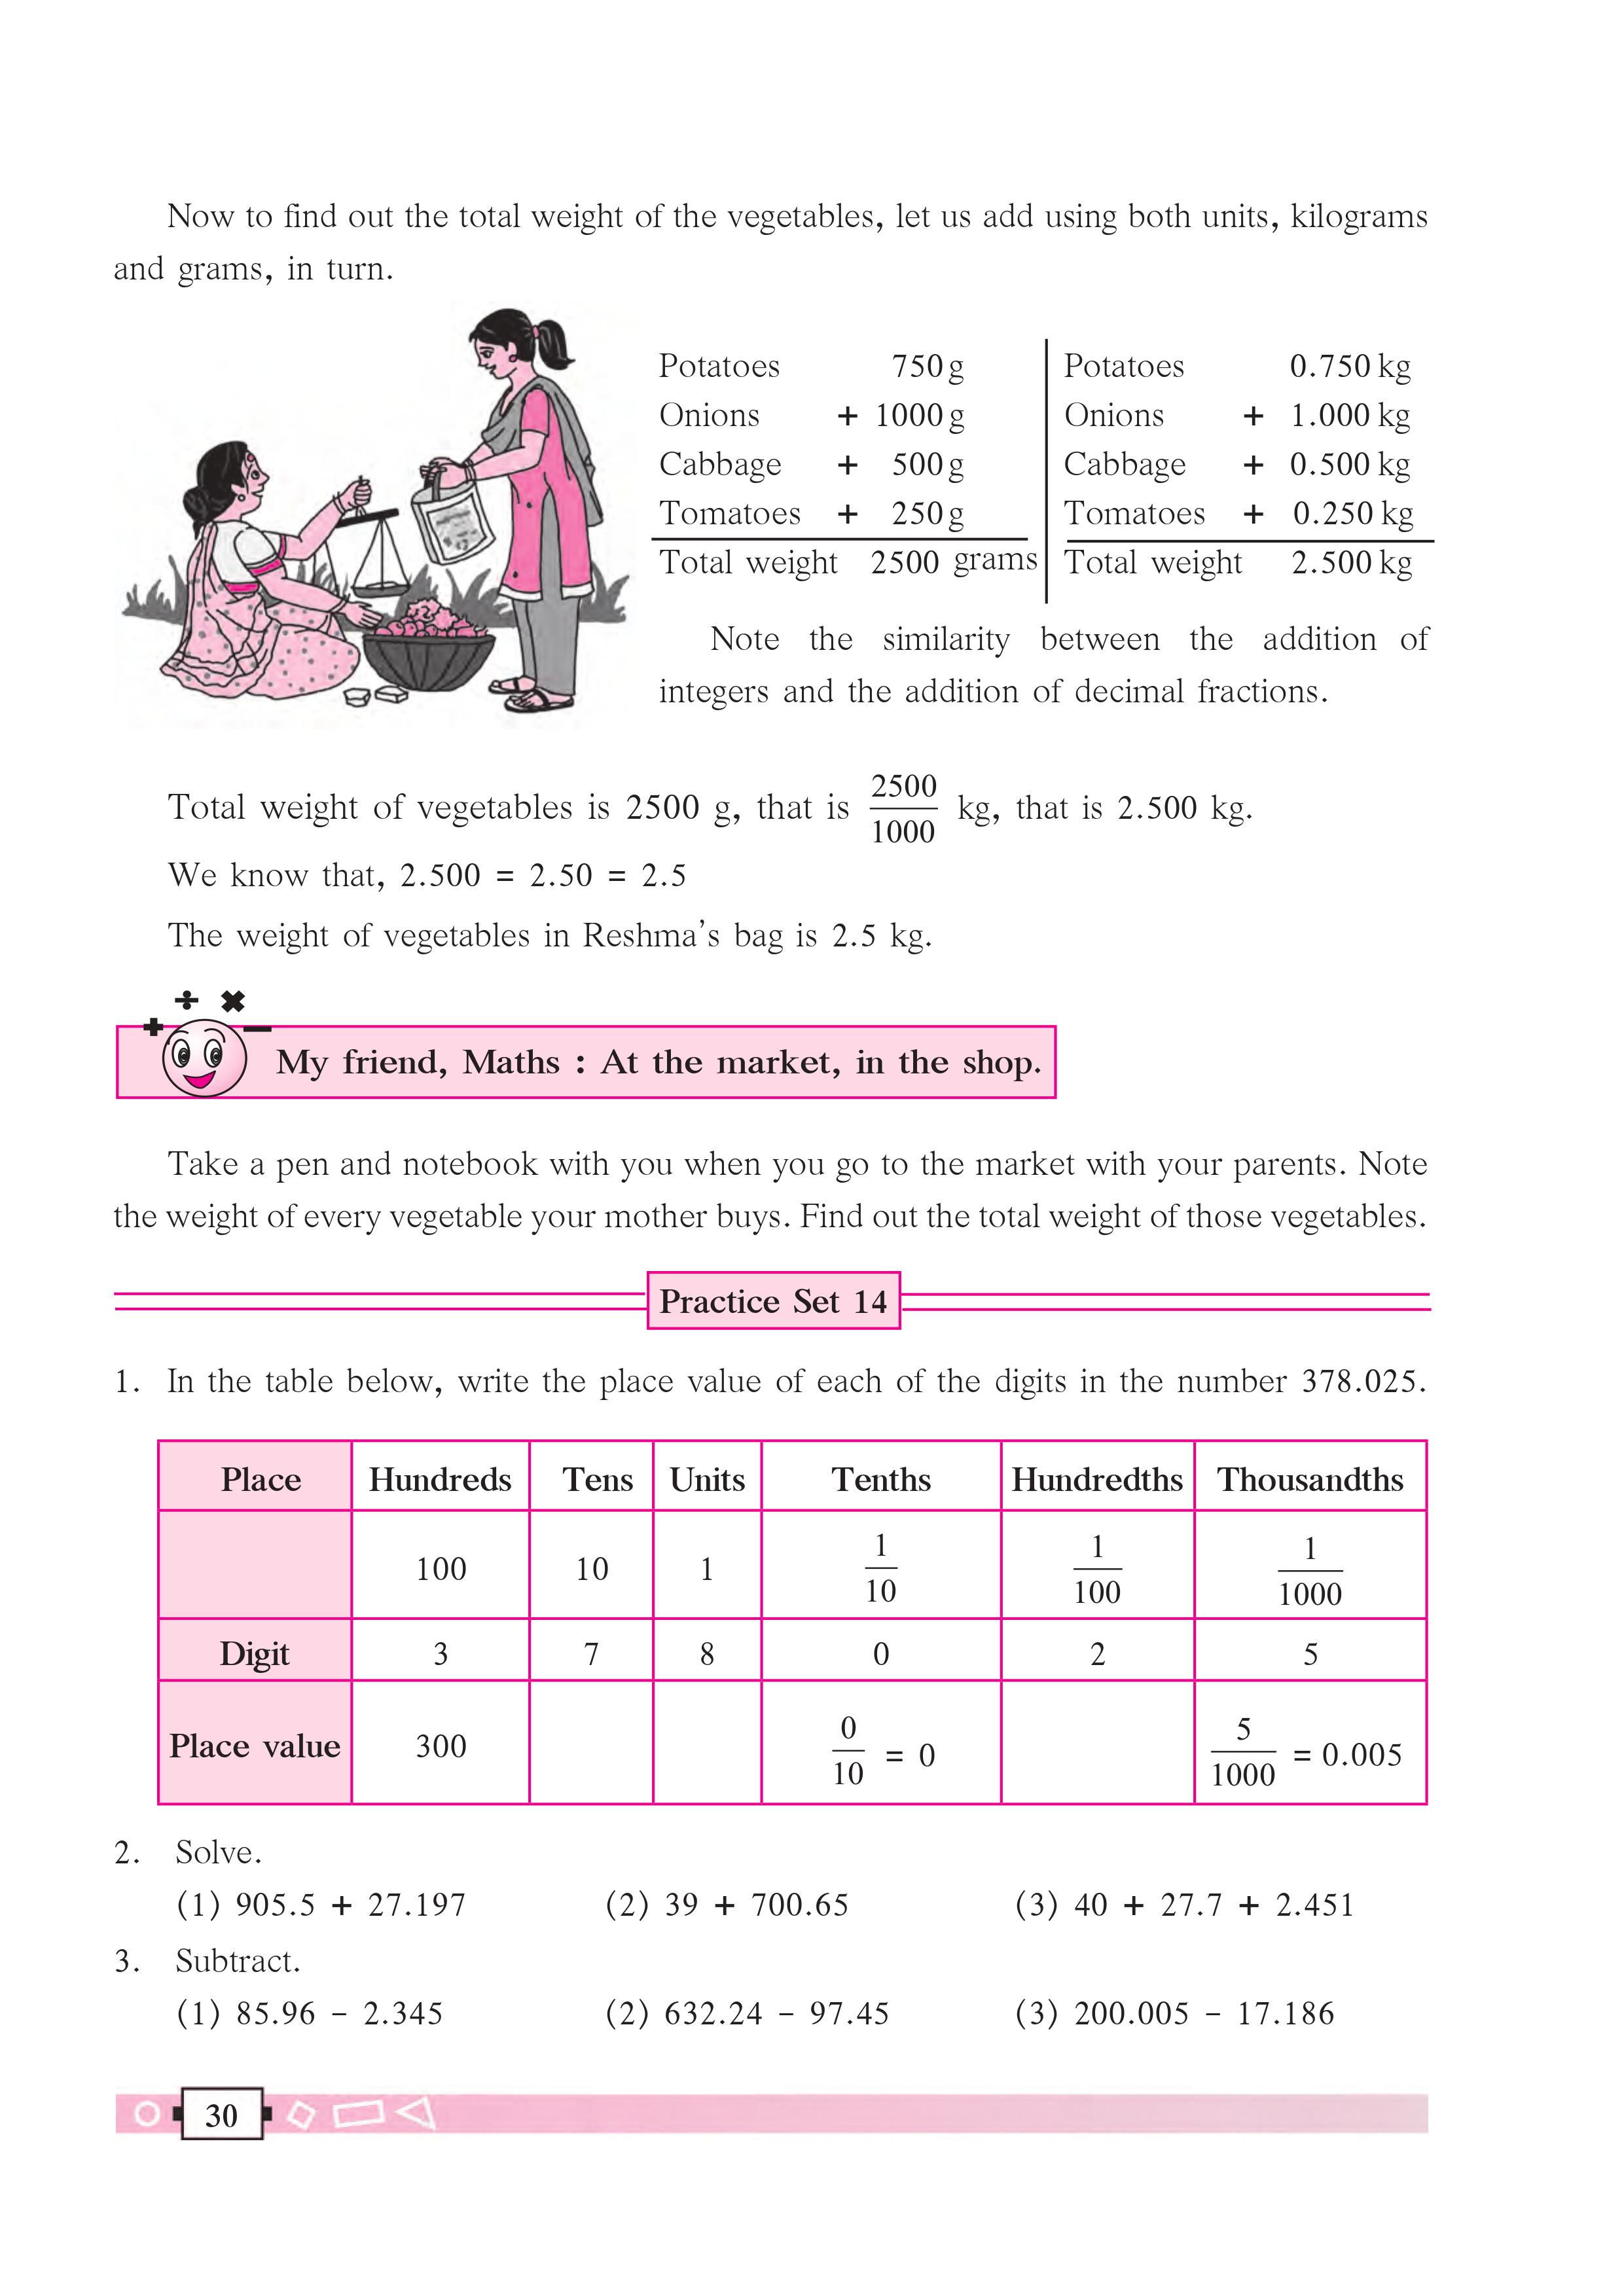 Now to find out the total weight of the vegetables, let us add using both units, kilograms
and grams, in turn.
Potatoes 750 g
Onions + 1000 g
Cabbage + 500 g
Tomatoes + 250 g
Total weight 2500 grams
Potatoes 0.750 kg
Onions + 1.000 kg
Cabbage + 0.500 kg
Tomatoes + 0.250 kg
Total weight 2.500 kg
Note the similarity between the addition of
integers and the addition of decimal fractions.
Total weight of vegetables is 2500 g, that is 2500/1000 kg, that is 2.500 kg.
We know that, 2.500 = 2.50 = 2.5
The weight of vegetables in Reshma's bag is 2.5 kg.
+ ÷ × −
My friend, Maths : At the market, in the shop.
Take a pen and notebook with you when you go to the market with your parents. Note
the weight of every vegetable your mother buys. Find out the total weight of those vegetables.
Practice Set 14
1. In the table below, write the place value of each of the digits in the number 378.025.
Place Hundreds Tens Units Tenths Hundredths Thousandths
100 10 1 1/10 1/100 1/1000
Digit 3 7 8 0 2 5
Place value 300 0/10 = 0 5/1000 = 0.005
2. Solve.
(1) 905.5 + 27.197 (2) 39 + 700.65 (3) 40 + 27.7 + 2.451
3. Subtract.
(1) 85.96 − 2.345 (2) 632.24 − 97.45 (3) 200.005 − 17.186
30